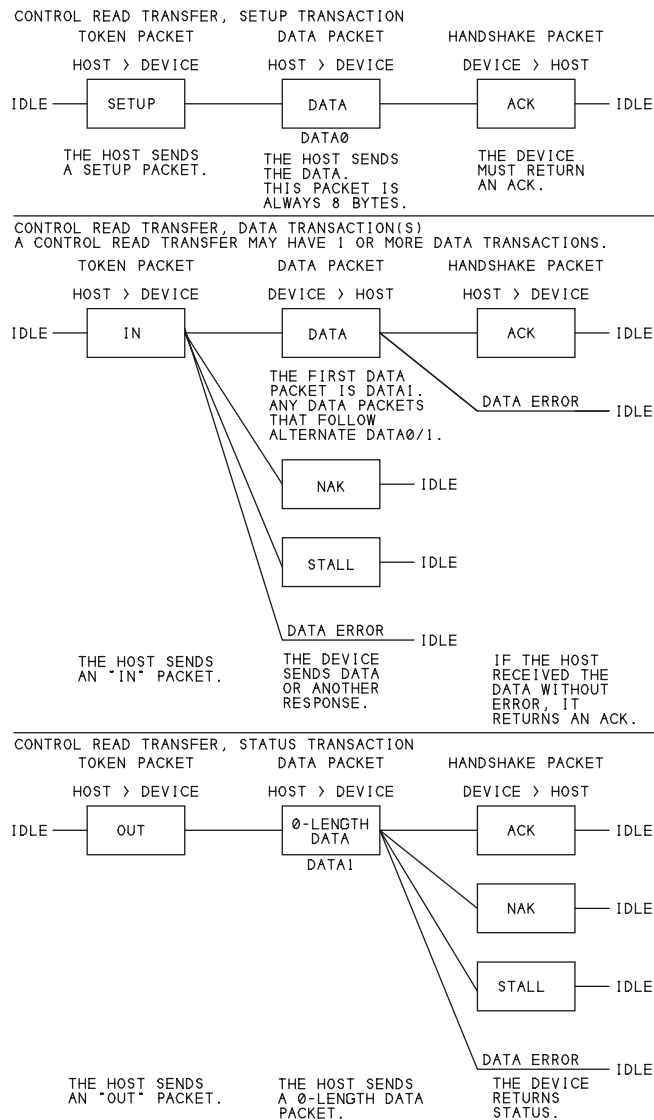 CONTROL READ TRANSFER, SETUP TRANSACTION
TOKEN PACKET DATA PACKET HANDSHAKE PACKET
HOST > DEVICE HOST > DEVICE DEVICE > HOST
IDLE SETUP DATA ACK IDLE
DATA0
THE HOST SENDS
A SETUP PACKET.
THE HOST SENDS
THE DATA.
THIS PACKET IS
ALWAYS 8 BYTES.
THE DEVICE
MUST RETURN
AN ACK.
CONTROL READ TRANSFER, DATA TRANSACTION(S)
A CONTROL READ TRANSFER MAY HAVE 1 OR MORE DATA TRANSACTIONS.
TOKEN PACKET DATA PACKET HANDSHAKE PACKET
HOST > DEVICE DEVICE > HOST HOST > DEVICE
IDLE IN DATA ACK IDLE
THE FIRST DATA
PACKET IS DATA1.
ANY DATA PACKETS
THAT FOLLOW
ALTERNATE DATA0/1.
DATA ERROR IDLE
NAK IDLE
STALL IDLE
DATA ERROR IDLE
THE HOST SENDS
AN "IN" PACKET.
THE DEVICE
SENDS DATA
OR ANOTHER
RESPONSE.
IF THE HOST
RECEIVED THE
DATA WITHOUT
ERROR, IT
RETURNS AN ACK.
CONTROL READ TRANSFER, STATUS TRANSACTION
TOKEN PACKET DATA PACKET HANDSHAKE PACKET
HOST > DEVICE HOST > DEVICE DEVICE > HOST
IDLE OUT 0-LENGTH DATA ACK IDLE
DATA1
NAK IDLE
STALL IDLE
DATA ERROR IDLE
THE HOST SENDS
AN "OUT" PACKET.
THE HOST SENDS
A 0-LENGTH DATA
PACKET.
THE DEVICE
RETURNS
STATUS.